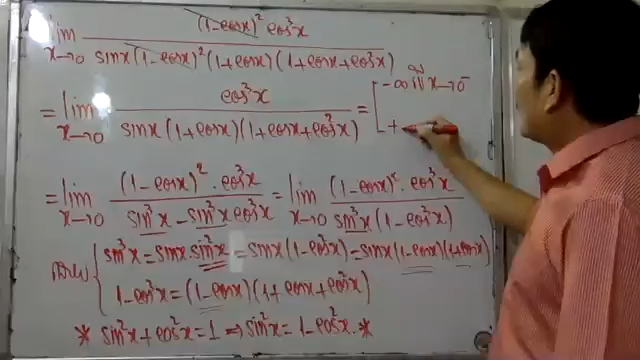 lim x→0 (1-cosx)² cos³x / sinx(1-cosx)²(1+cosx)(1+cosx+cos²x)
= lim x→0 cos³x / sinx(1+cosx)(1+cosx+cos²x) = [ -∞ បើ x→0⁻
+
= lim x→0 (1-cosx)². cos³x / sin³x - sin³x cos³x = lim x→0 (1-cosx)². cos³x / sin³x(1-cos³x)
sin³x = sinx. sin²x = sinx(1-cos²x) = sinx(1-cosx)(1+cosx)
1-cos³x = (1-cosx)(1+cosx+cos²x)
* sin²x + cos²x = 1 ⇒ sin²x = 1-cos²x. *